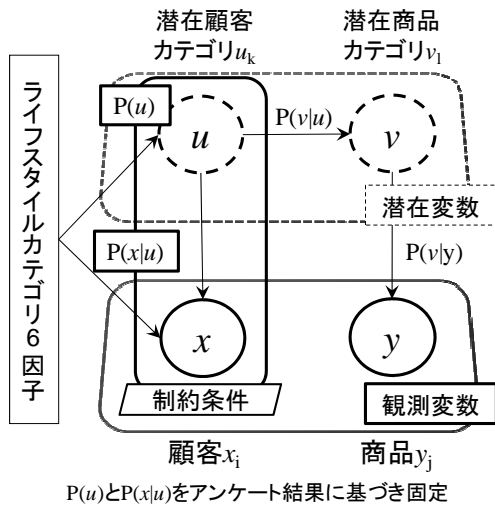 潜在顧客
カテゴリuk
潜在商品
カテゴリvl
ライフスタイルカテゴリ6因子
P(u)
u
P(v|u)
v
潜在変数
P(x|u)
P(v|y)
x
y
制約条件
観測変数
顧客xi
商品yj
P(u)とP(x|u)をアンケート結果に基づき固定